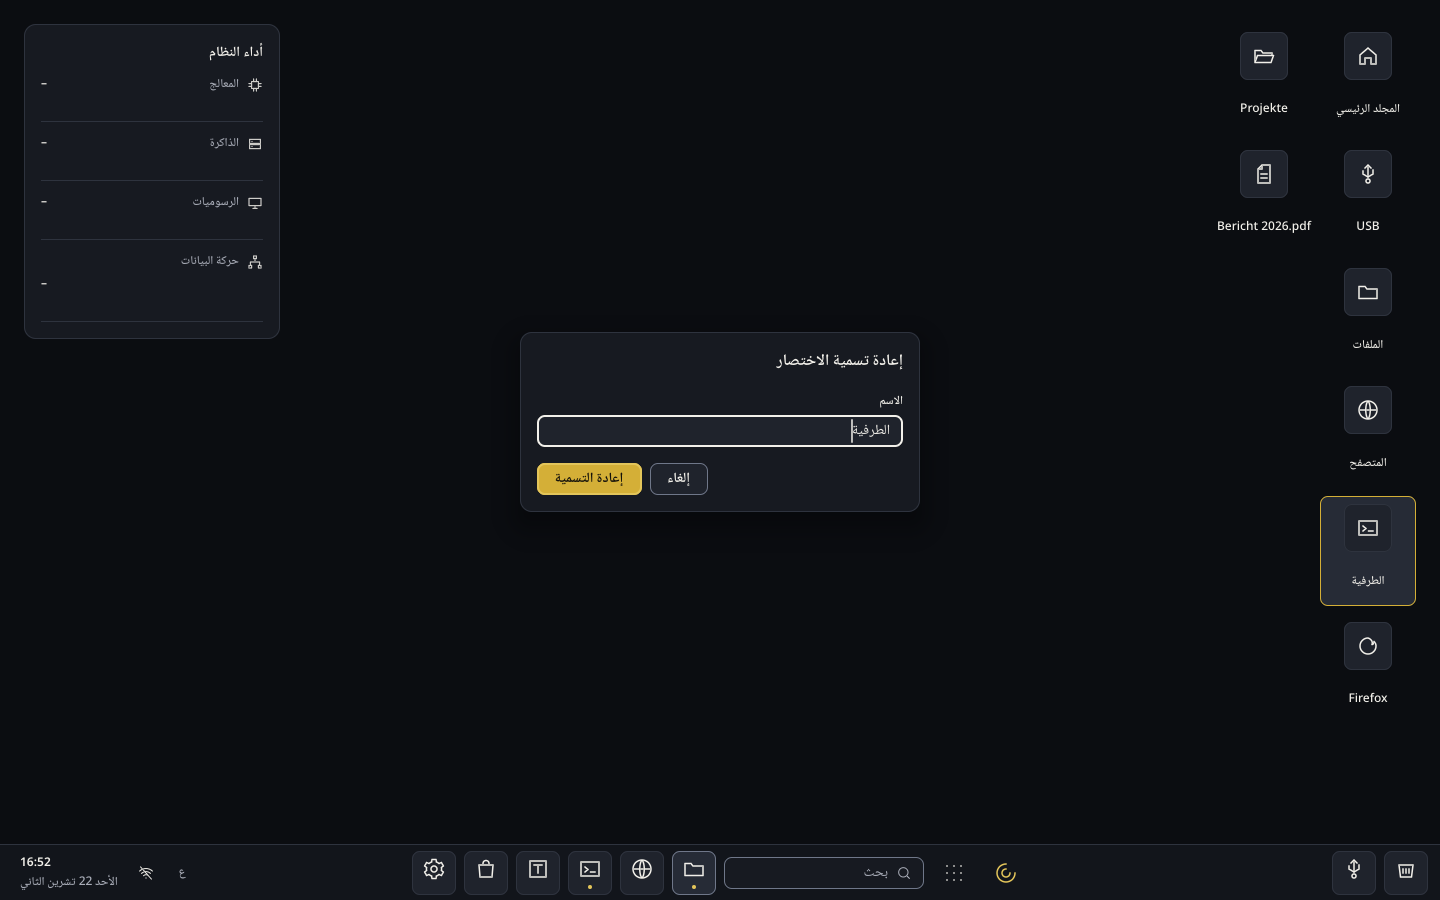 المجلد الرئيسي
Projekte
USB
Bericht 2026.pdf
الملفات
المتصفح
الطرفية
Firefox
أداء النظام
المعالج
–
الذاكرة
–
الرسوميات
–
حركة البيانات
–
إعادة تسمية الاختصار
الاسم
الطرفية
إلغاء
إعادة التسمية
بحث
ع
16:52
الأحد 22 تشرين الثاني